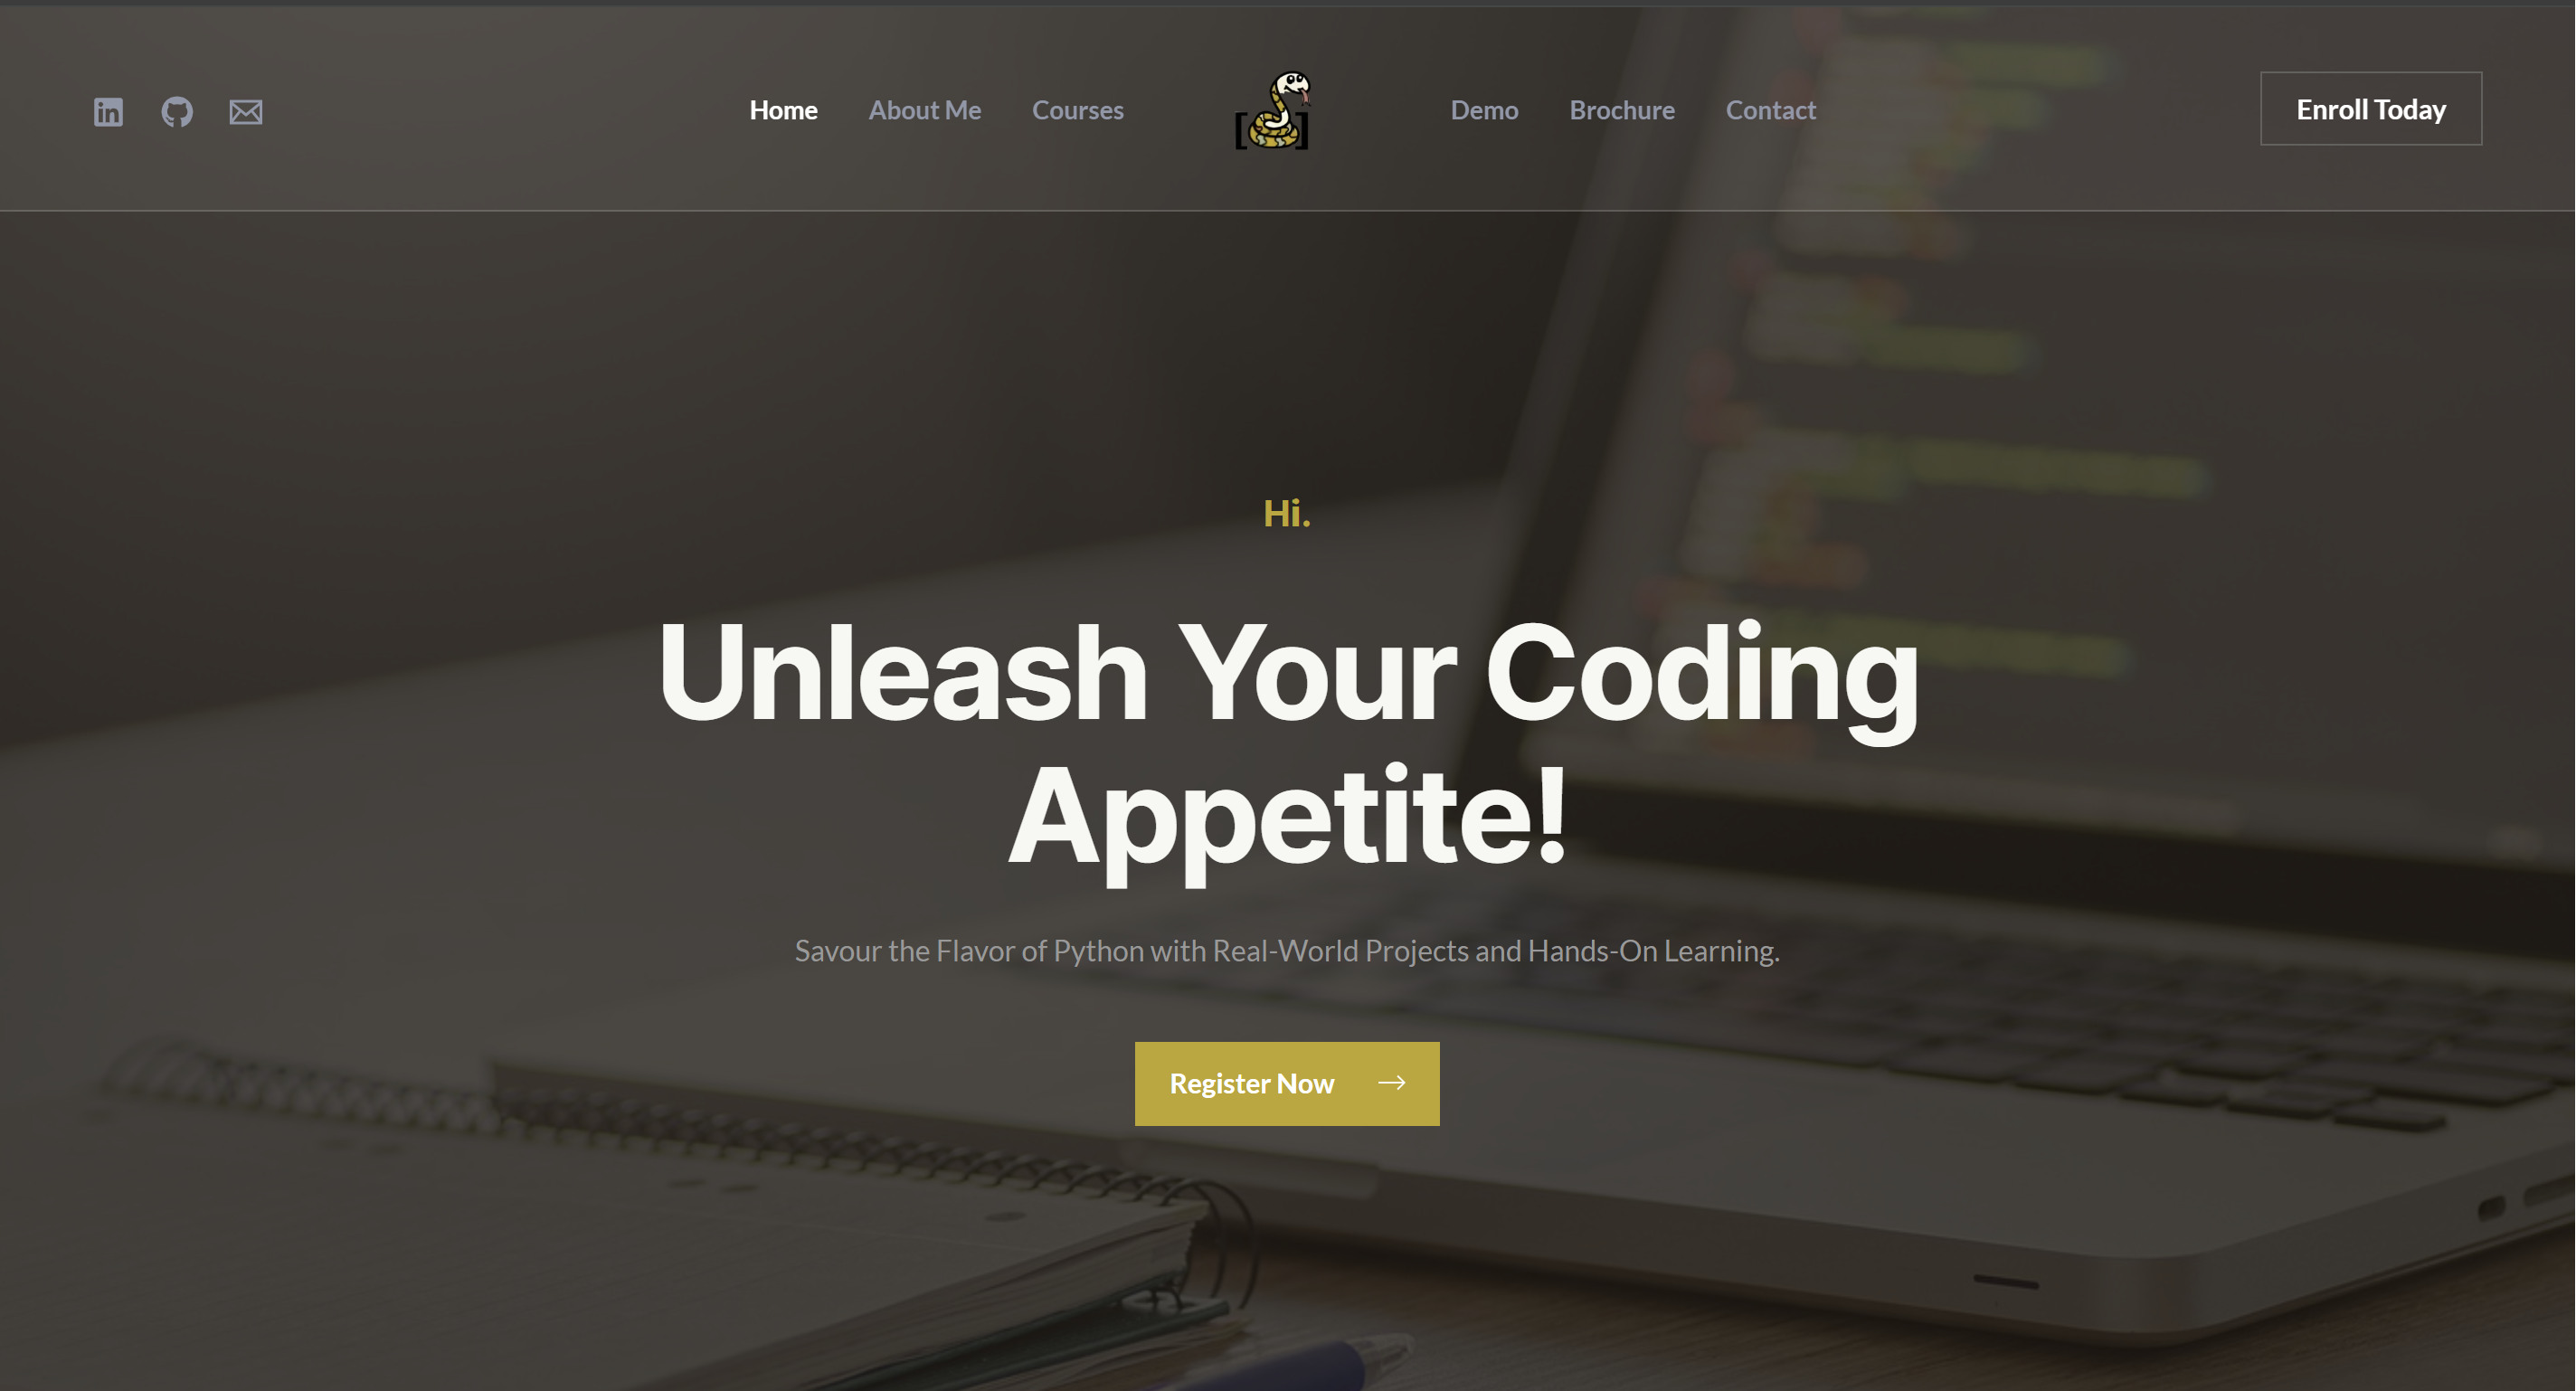 Home
About Me
Courses
[ ]
Demo
Brochure
Contact
Enroll Today
Hi.
Unleash Your Coding
Appetite!
Savour the Flavor of Python with Real-World Projects and Hands-On Learning.
Register Now →